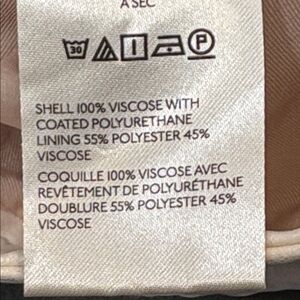 A SEC
30 P
SHELL 100% VISCOSE WITH
COATED POLYURETHANE
LINING 55% POLYESTER 45%
VISCOSE
COQUILLE 100% VISCOSE AVEC
REVÊTEMENT DE POLYURÉTHANE
DOUBLURE 55% POLYESTER 45%
VISCOSE